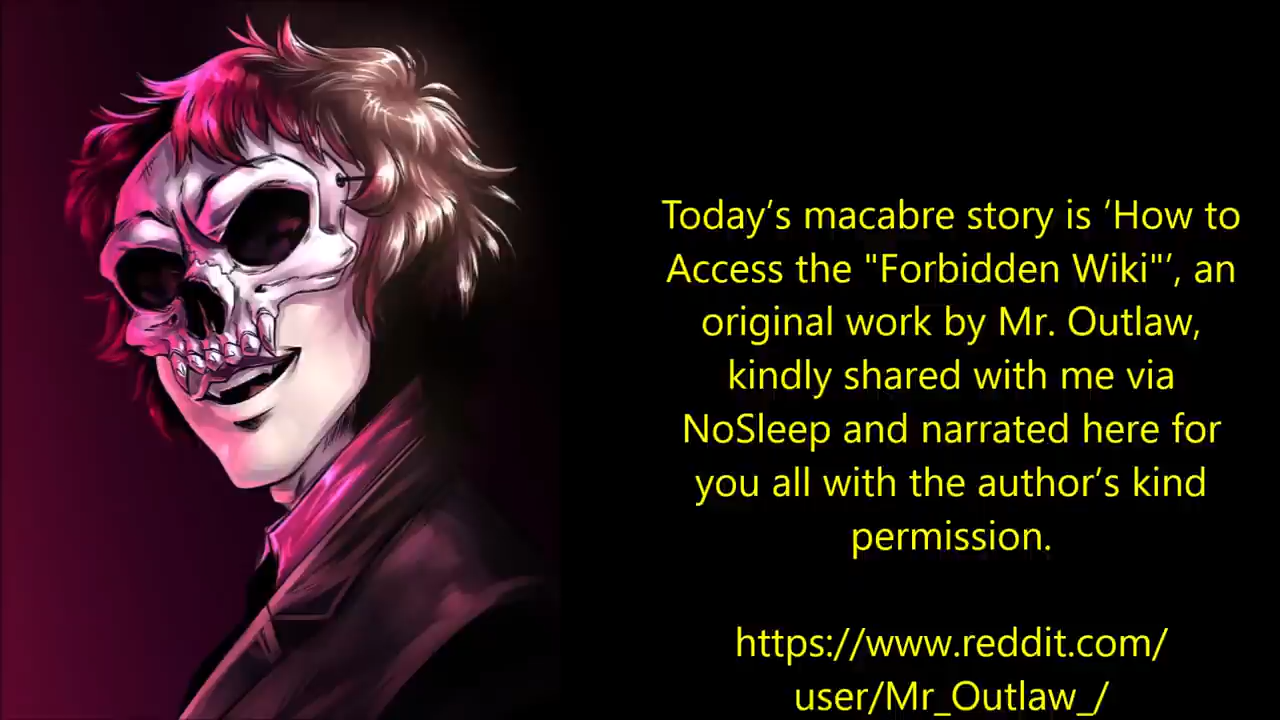 Today’s macabre story is ‘How to
Access the "Forbidden Wiki"’, an
original work by Mr. Outlaw,
kindly shared with me via
NoSleep and narrated here for
you all with the author’s kind
permission.
https://www.reddit.com/
user/Mr_Outlaw_/